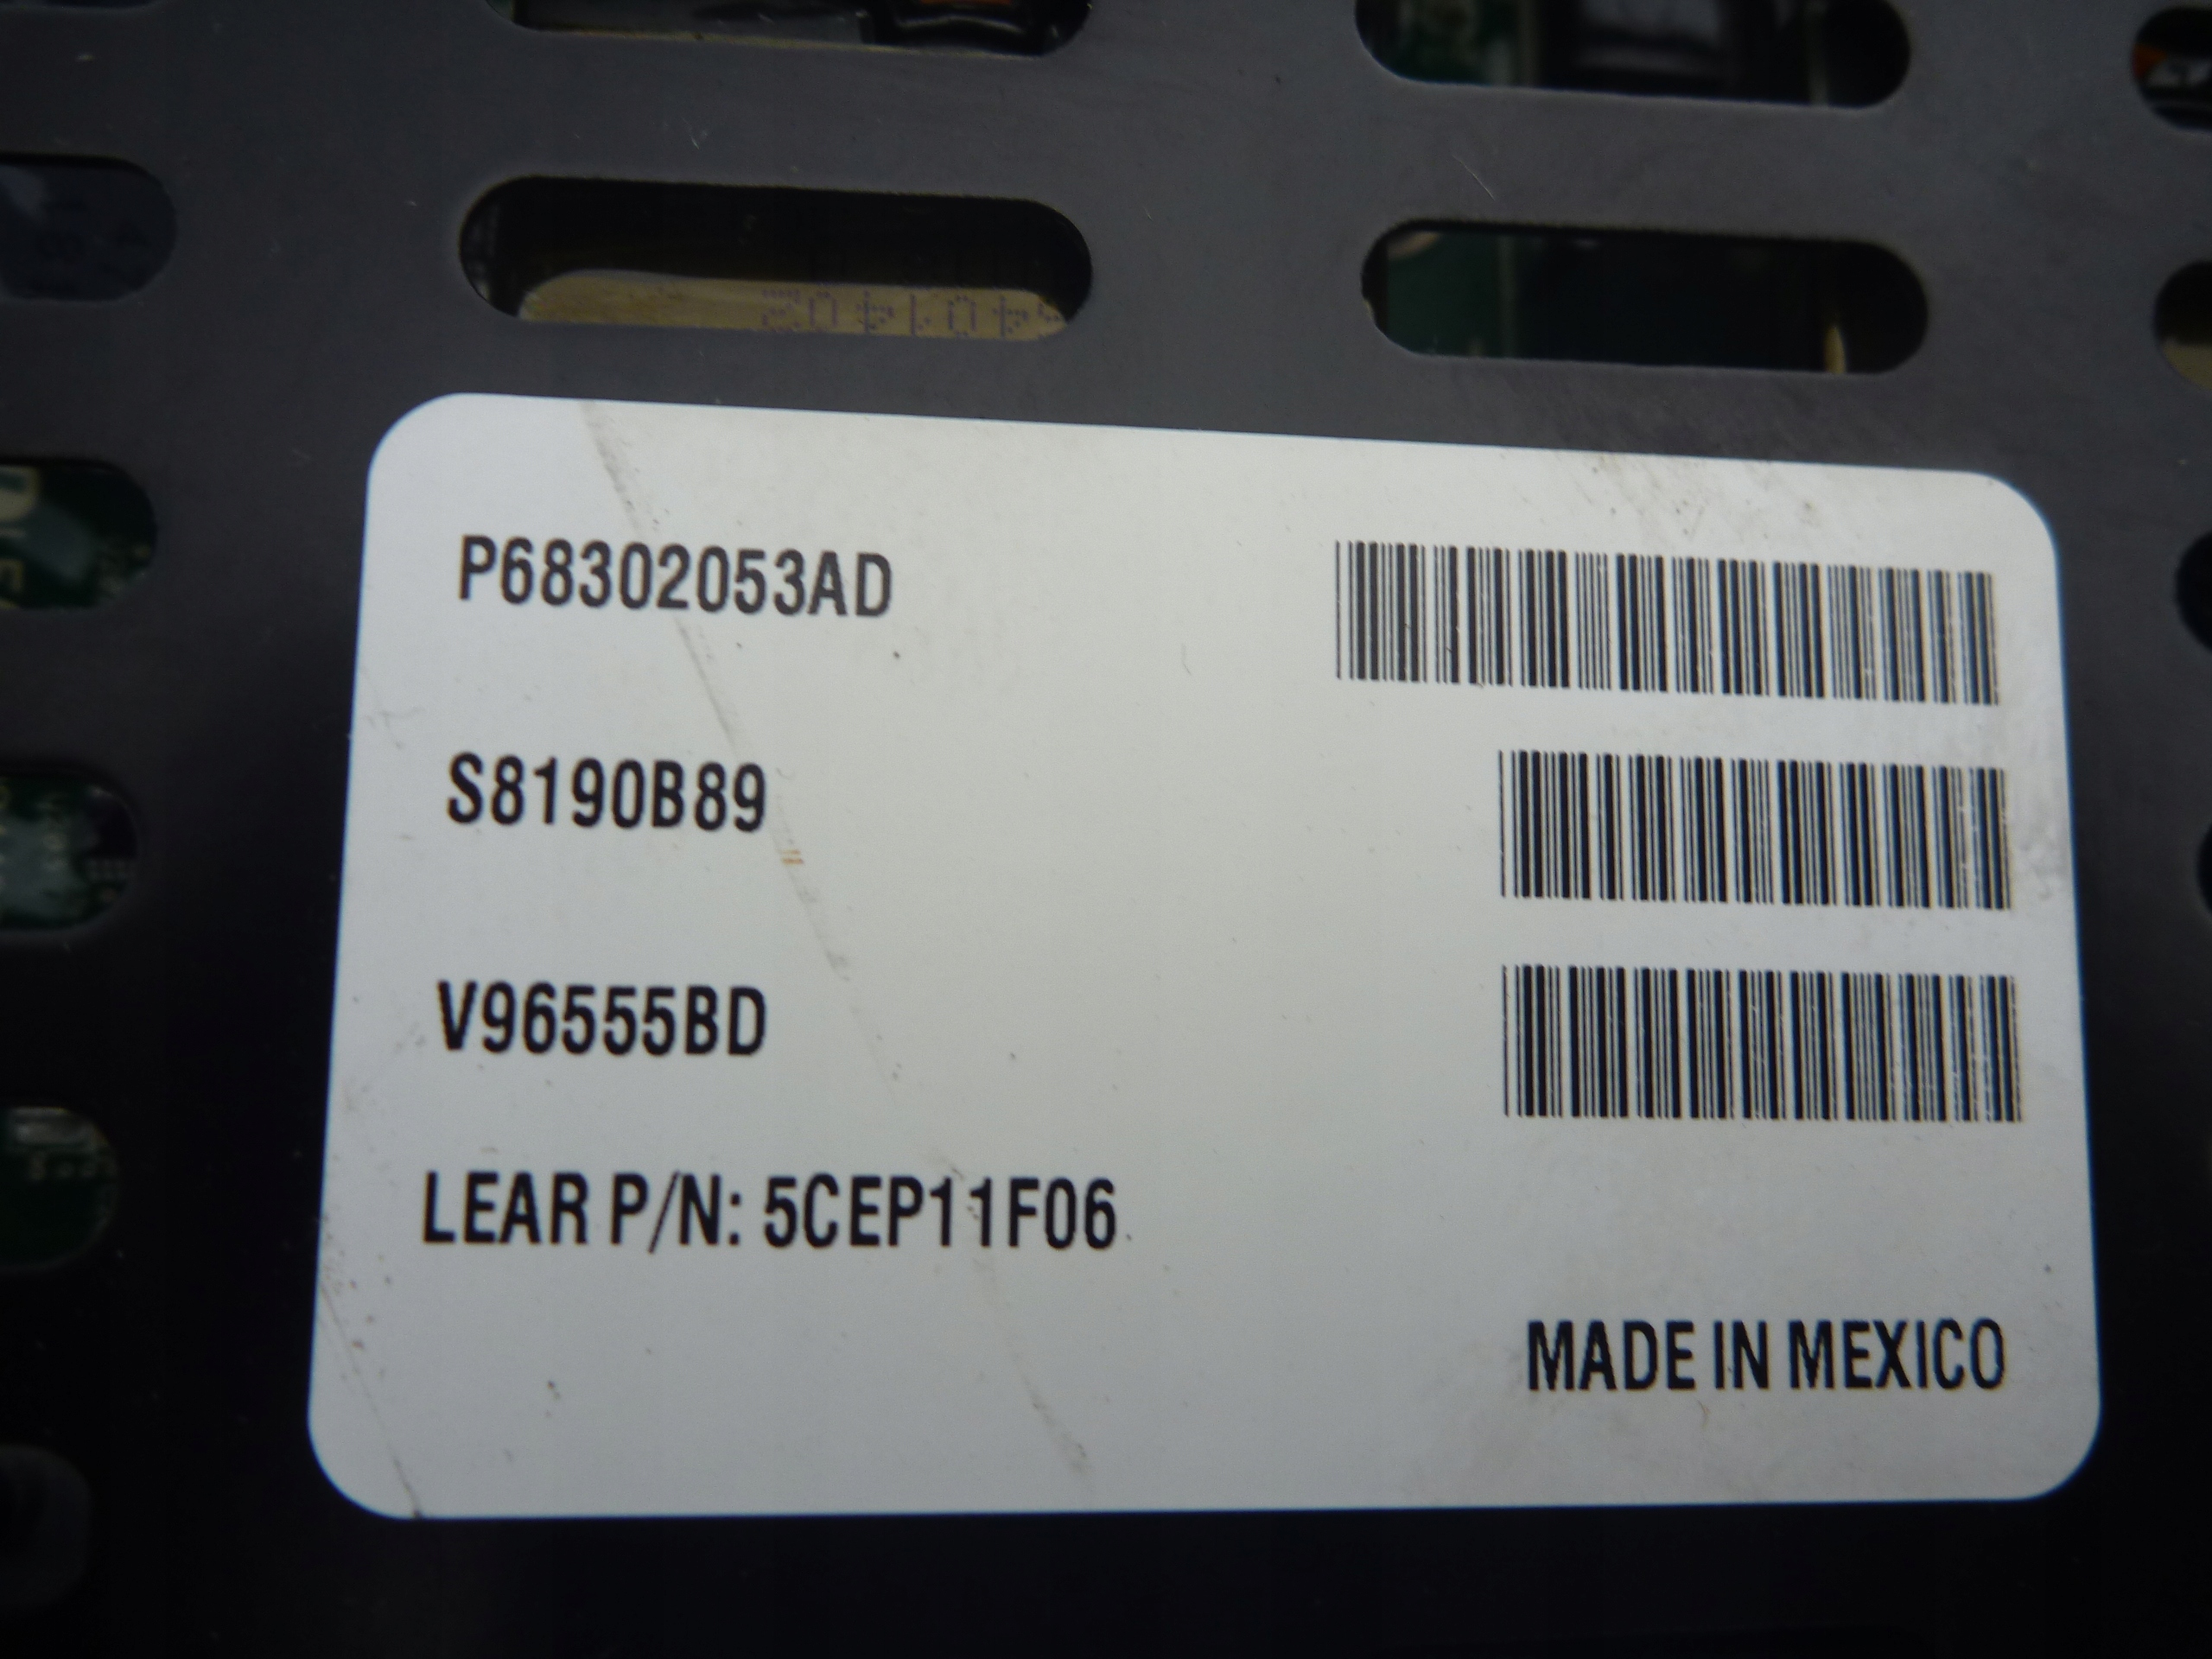 P68302053AD
S8190B89
V96555BD
LEAR P/N: 5CEP11F06
MADE IN MEXICO